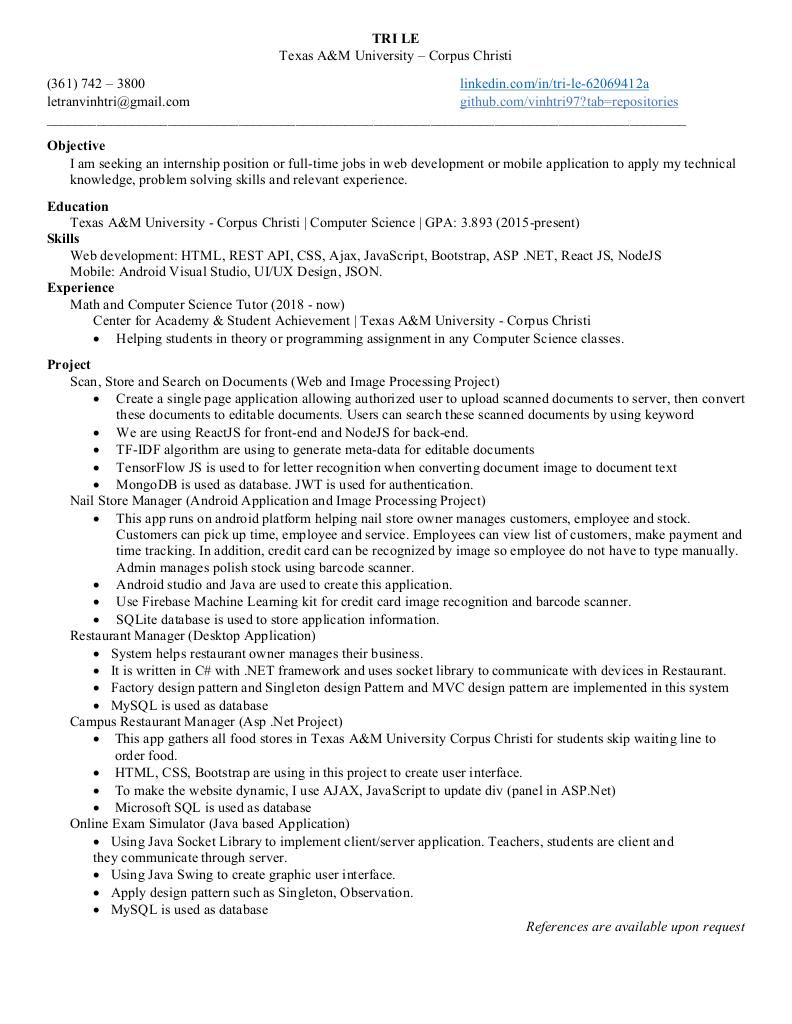 TRI LE
Texas A&M University – Corpus Christi
(361) 742 – 3800
linkedin.com/in/tri-le-62069412a
letranvinhtri@gmail.com
github.com/vinhtri97?tab=repositories
Objective
I am seeking an internship position or full-time jobs in web development or mobile application to apply my technical
knowledge, problem solving skills and relevant experience.
Education
Texas A&M University - Corpus Christi | Computer Science | GPA: 3.893 (2015-present)
Skills
Web development: HTML, REST API, CSS, Ajax, JavaScript, Bootstrap, ASP .NET, React JS, NodeJS
Mobile: Android Visual Studio, UI/UX Design, JSON.
Experience
Math and Computer Science Tutor (2018 - now)
Center for Academy & Student Achievement | Texas A&M University - Corpus Christi
• Helping students in theory or programming assignment in any Computer Science classes.
Project
Scan, Store and Search on Documents (Web and Image Processing Project)
• Create a single page application allowing authorized user to upload scanned documents to server, then convert
these documents to editable documents. Users can search these scanned documents by using keyword
• We are using ReactJS for front-end and NodeJS for back-end.
• TF-IDF algorithm are using to generate meta-data for editable documents
• TensorFlow JS is used to for letter recognition when converting document image to document text
• MongoDB is used as database. JWT is used for authentication.
Nail Store Manager (Android Application and Image Processing Project)
• This app runs on android platform helping nail store owner manages customers, employee and stock.
Customers can pick up time, employee and service. Employees can view list of customers, make payment and
time tracking. In addition, credit card can be recognized by image so employee do not have to type manually.
Admin manages polish stock using barcode scanner.
• Android studio and Java are used to create this application.
• Use Firebase Machine Learning kit for credit card image recognition and barcode scanner.
• SQLite database is used to store application information.
Restaurant Manager (Desktop Application)
• System helps restaurant owner manages their business.
• It is written in C# with .NET framework and uses socket library to communicate with devices in Restaurant.
• Factory design pattern and Singleton design Pattern and MVC design pattern are implemented in this system
• MySQL is used as database
Campus Restaurant Manager (Asp .Net Project)
• This app gathers all food stores in Texas A&M University Corpus Christi for students skip waiting line to
order food.
• HTML, CSS, Bootstrap are using in this project to create user interface.
• To make the website dynamic, I use AJAX, JavaScript to update div (panel in ASP.Net)
• Microsoft SQL is used as database
Online Exam Simulator (Java based Application)
• Using Java Socket Library to implement client/server application. Teachers, students are client and
they communicate through server.
• Using Java Swing to create graphic user interface.
• Apply design pattern such as Singleton, Observation.
• MySQL is used as database
References are available upon request